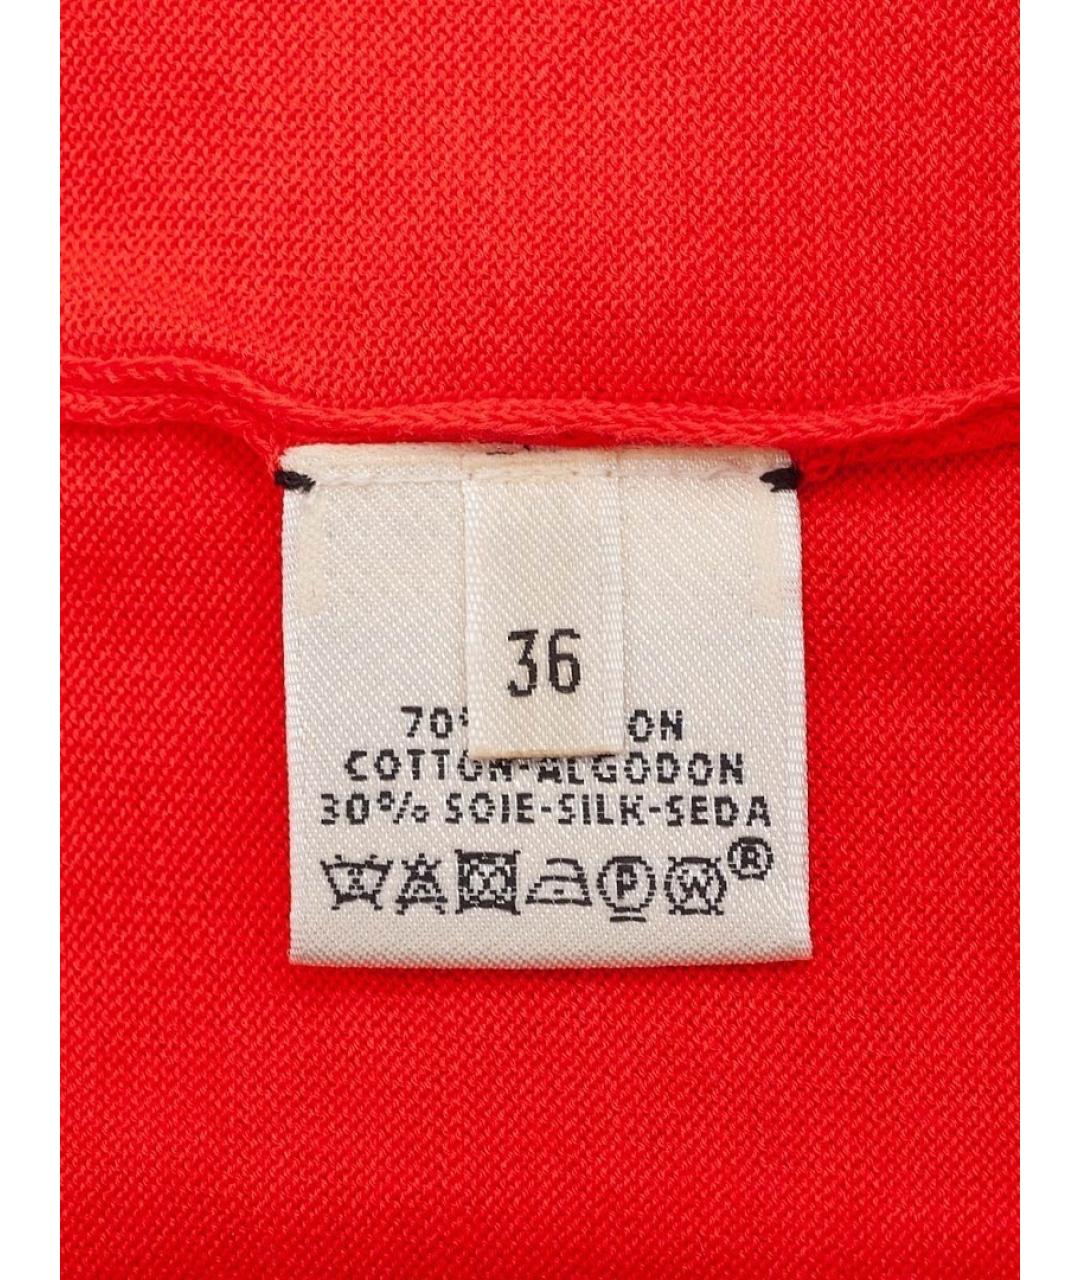 36
70
COTTON-ALGODON
30% SOIE-SILK-SEDA
P W ®